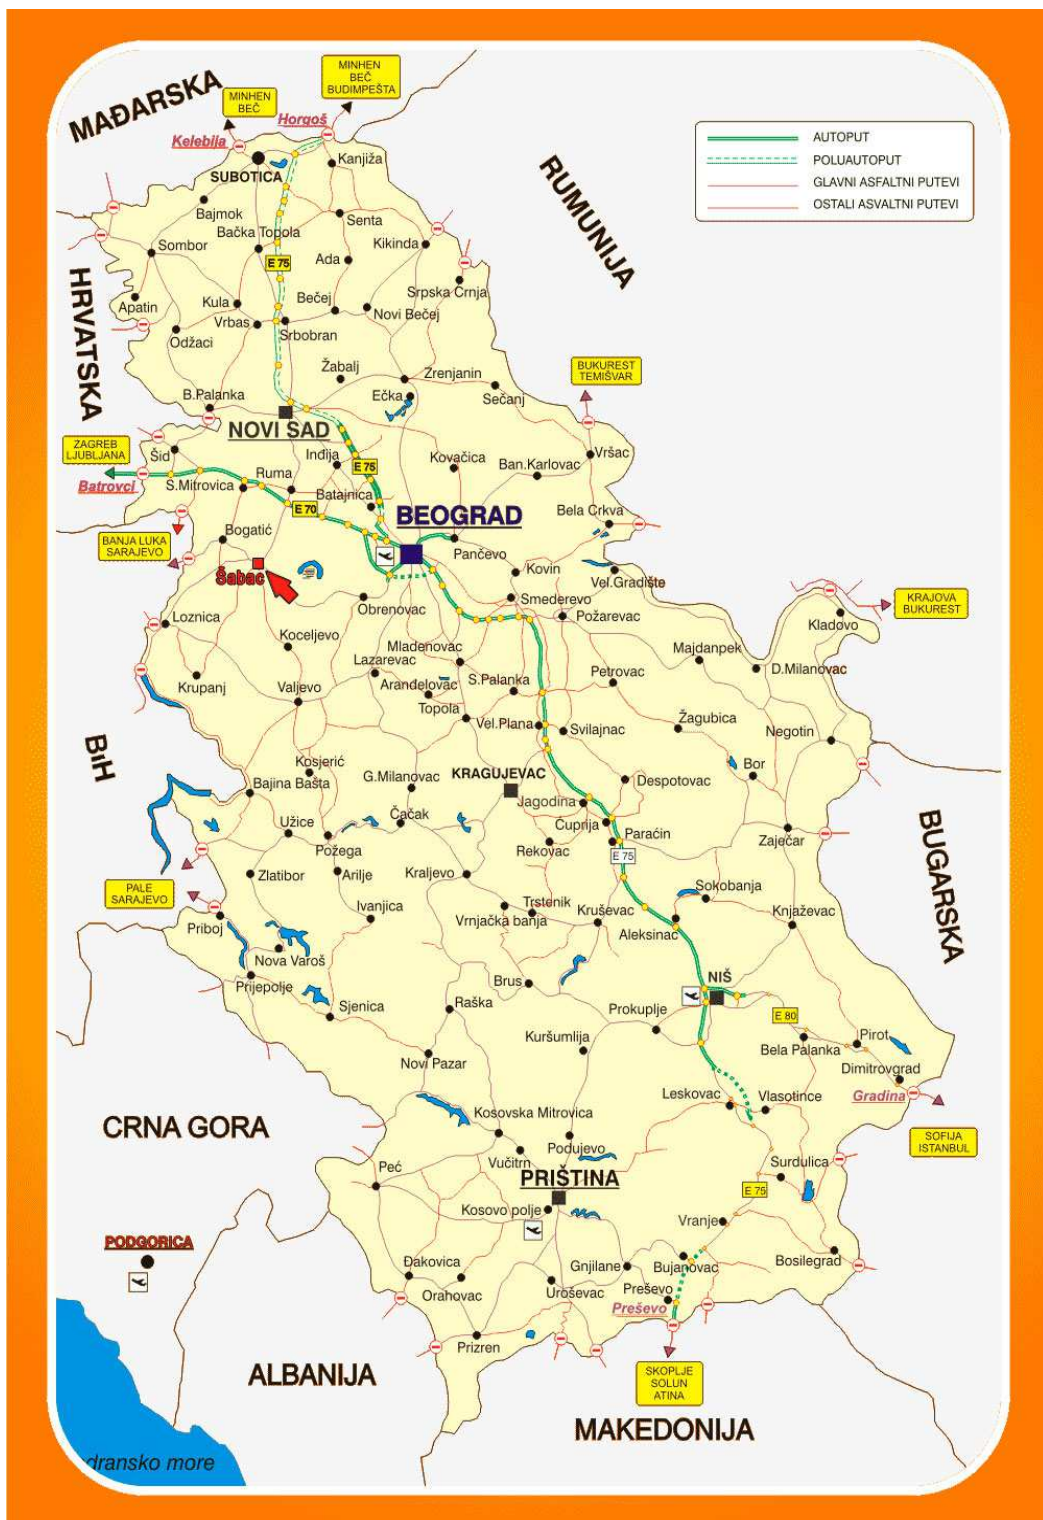 MAĐARSKA
MINHEN
BEČ
MINHEN
BEČ
BUDIMPEŠTA
Kelebija
Horgoš
SUBOTICA
Kanjiža
RUMUNIJA
AUTOPUT
POLUAUTOPUT
GLAVNI ASFALTNI PUTEVI
OSTALI ASVALTNI PUTEVI
Bajmok
Senta
Bačka Topola
Kikinda
Sombor
E 75
Ada
HRVATSKA
Apatin
Kula
Bečej
Srpska Crnja
Novi Bečej
Vrbas
Srbobran
Odžaci
Žabalj
Zrenjanin
BUKUREST
TEMIŠVAR
B.Palanka
Ečka
Sečanj
NOVI SAD
ZAGREB
LJUBLJANA
Šid
Inđija
E 75
Kovačica
Ban.Karlovac
Vršac
Batrovci
S.Mitrovica
Ruma
Batajnica
E 70
BEOGRAD
Bela Crkva
BANJA LUKA
SARAJEVO
Bogatić
Pančevo
Šabac
Kovin
Vel.Gradište
KRAJOVA
BUKUREST
Obrenovac
Smederevo
Požarevac
Kladovo
Loznica
Koceljevo
Mladenovac
Majdanpek
D.Milanovac
Lazarevac
Krupanj
Aranđelovac
S.Palanka
Petrovac
Valjevo
Topola
Vel.Plana
Svilajnac
Žagubica
Negotin
BıH
Kosjerić
Bajina Bašta
G.Milanovac
KRAGUJEVAC
Despotovac
Bor
Jagodina
Čačak
Užice
Cuprija
Paraćin
Požega
Rekovac
E 75
Zaječar
BUGARSKA
PALE
SARAJEVO
Zlatibor
Arilje
Kraljevo
Sokobanja
Ivanjica
Trstenik
Vrnjačka banja
Kruševac
Knjaževac
Priboj
Aleksinac
Nova Varoš
Prijepolje
Brus
NIŠ
Sjenica
Raška
Prokuplje
E 80
Kuršumlija
Pirot
Bela Palanka
Novi Pazar
Dimitrovgrad
Leskovac
Vlasotince
Gradina
CRNA GORA
Kosovska Mitrovica
SOFIJA
ISTANBUL
Podujevo
Vučitrn
Peć
Surdulica
PRIŠTINA
E 75
Kosovo polje
Vranje
PODGORICA
Đakovica
Gnjilane
Bujanovac
Bosilegrad
Orahovac
Uroševac
Preševo
Preševo
Prizren
ALBANIJA
SKOPLJE
SOLUN
ATINA
MAKEDONIJA
dransko more